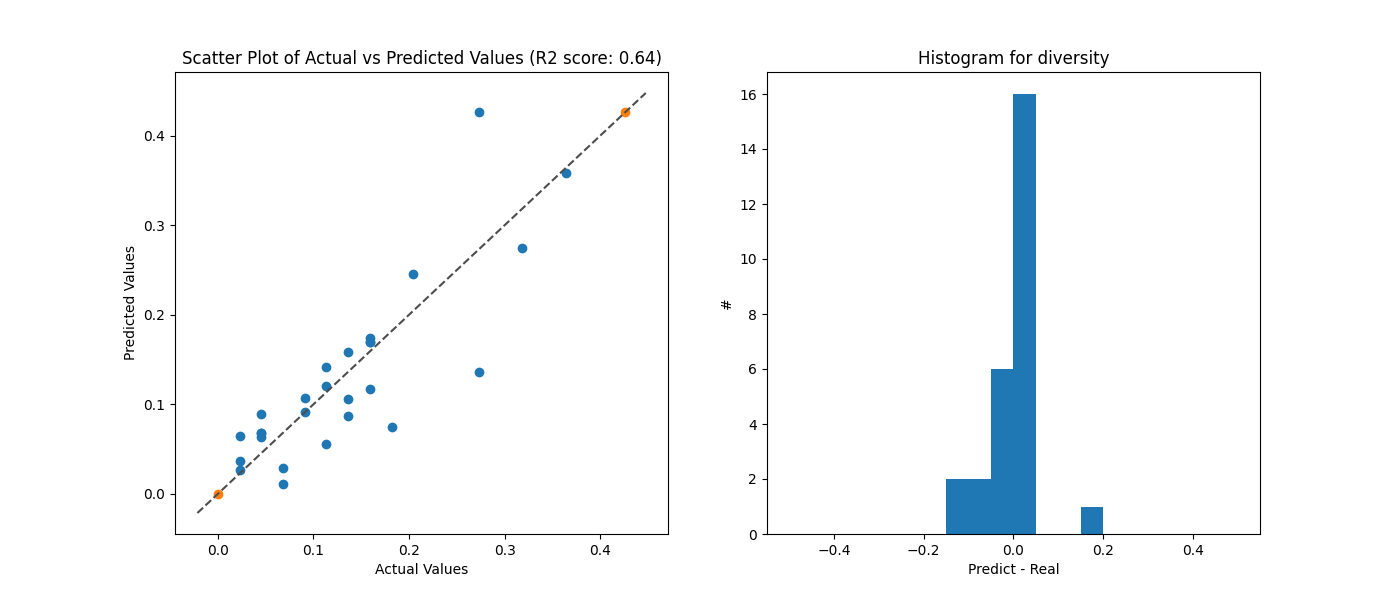 Scatter Plot of Actual vs Predicted Values (R2 score: 0.64)
Predicted Values
0.4
0.3
0.2
0.1
0.0
0.0 0.1 0.2 0.3 0.4
Actual Values
Histogram for diversity
#
16
14
12
10
8
6
4
2
0
−0.4 −0.2 0.0 0.2 0.4
Predict - Real